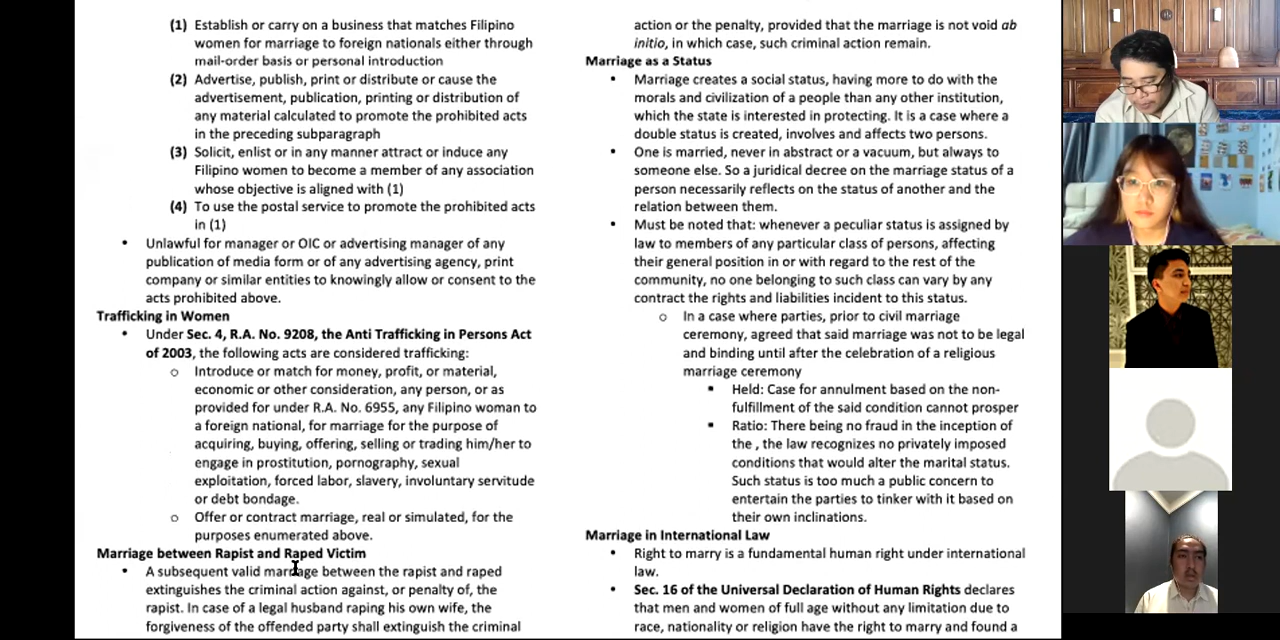 (1) Establish or carry on a business that matches Filipino
women for marriage to foreign nationals either through
mail-order basis or personal introduction
(2) Advertise, publish, print or distribute or cause the
advertisement, publication, printing or distribution of
any material calculated to promote the prohibited acts
in the preceding subparagraph
(3) Solicit, enlist or in any manner attract or induce any
Filipino women to become a member of any association
whose objective is aligned with (1)
(4) To use the postal service to promote the prohibited acts
in (1)
• Unlawful for manager or OIC or advertising manager of any
publication of media form or of any advertising agency, print
company or similar entities to knowingly allow or consent to the
acts prohibited above.
Trafficking in Women
• Under Sec. 4, R.A. No. 9208, the Anti Trafficking in Persons Act
of 2003, the following acts are considered trafficking:
o Introduce or match for money, profit, or material,
economic or other consideration, any person, or as
provided for under R.A. No. 6955, any Filipino woman to
a foreign national, for marriage for the purpose of
acquiring, buying, offering, selling or trading him/her to
engage in prostitution, pornography, sexual
exploitation, forced labor, slavery, involuntary servitude
or debt bondage.
o Offer or contract marriage, real or simulated, for the
purposes enumerated above.
Marriage between Rapist and Raped Victim
• A subsequent valid marriage between the rapist and raped
extinguishes the criminal action against, or penalty of, the
rapist. In case of a legal husband raping his own wife, the
forgiveness of the offended party shall extinguish the criminal
action or the penalty, provided that the marriage is not void ab
initio, in which case, such criminal action remain.
Marriage as a Status
• Marriage creates a social status, having more to do with the
morals and civilization of a people than any other institution,
which the state is interested in protecting. It is a case where a
double status is created, involves and affects two persons.
• One is married, never in abstract or a vacuum, but always to
someone else. So a juridical decree on the marriage status of a
person necessarily reflects on the status of another and the
relation between them.
• Must be noted that: whenever a peculiar status is assigned by
law to members of any particular class of persons, affecting
their general position in or with regard to the rest of the
community, no one belonging to such class can vary by any
contract the rights and liabilities incident to this status.
o In a case where parties, prior to civil marriage
ceremony, agreed that said marriage was not to be legal
and binding until after the celebration of a religious
marriage ceremony
▪ Held: Case for annulment based on the non-
fulfillment of the said condition cannot prosper
▪ Ratio: There being no fraud in the inception of
the , the law recognizes no privately imposed
conditions that would alter the marital status.
Such status is too much a public concern to
entertain the parties to tinker with it based on
their own inclinations.
Marriage in International Law
• Right to marry is a fundamental human right under international
law.
• Sec. 16 of the Universal Declaration of Human Rights declares
that men and women of full age without any limitation due to
race, nationality or religion have the right to marry and found a